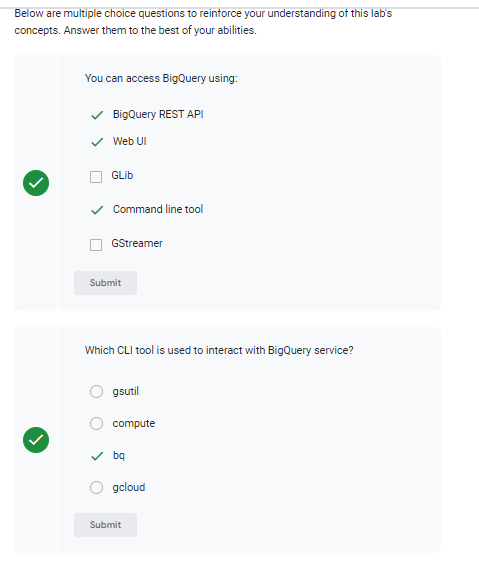 Below are multiple choice questions to reinforce your understanding of this lab's
concepts. Answer them to the best of your abilities.
You can access BigQuery using:
BigQuery REST API
Web UI
GLib
Command line tool
GStreamer
Submit
Which CLI tool is used to interact with BigQuery service?
gsutil
compute
bq
gcloud
Submit